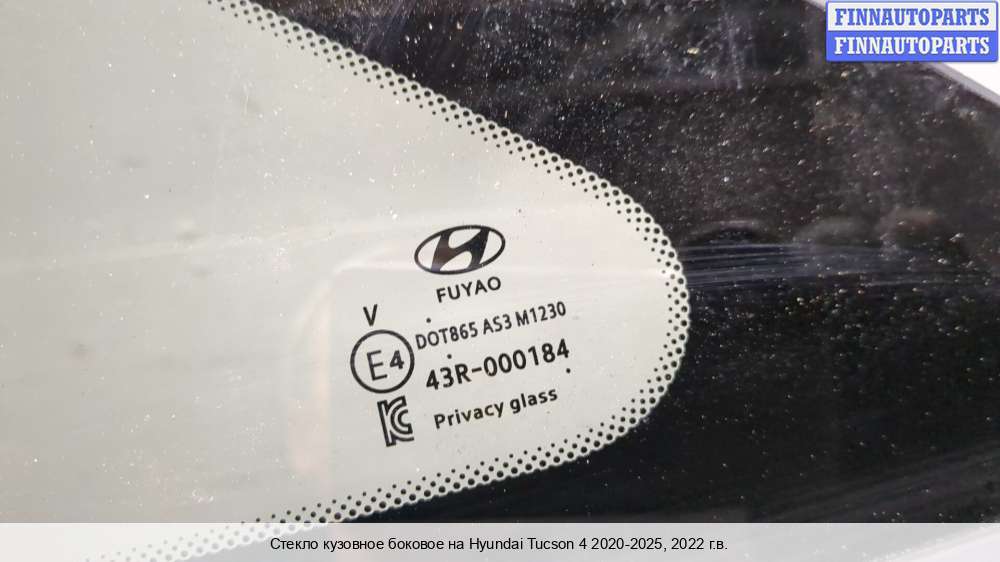 FINNAUTOPARTS
FINNAUTOPARTS
FUYAO
V
DOT865 AS3 M1230
E4
43R-000184
KC
Privacy glass
Стекло кузовное боковое на Hyundai Tucson 4 2020-2025, 2022 г.в.